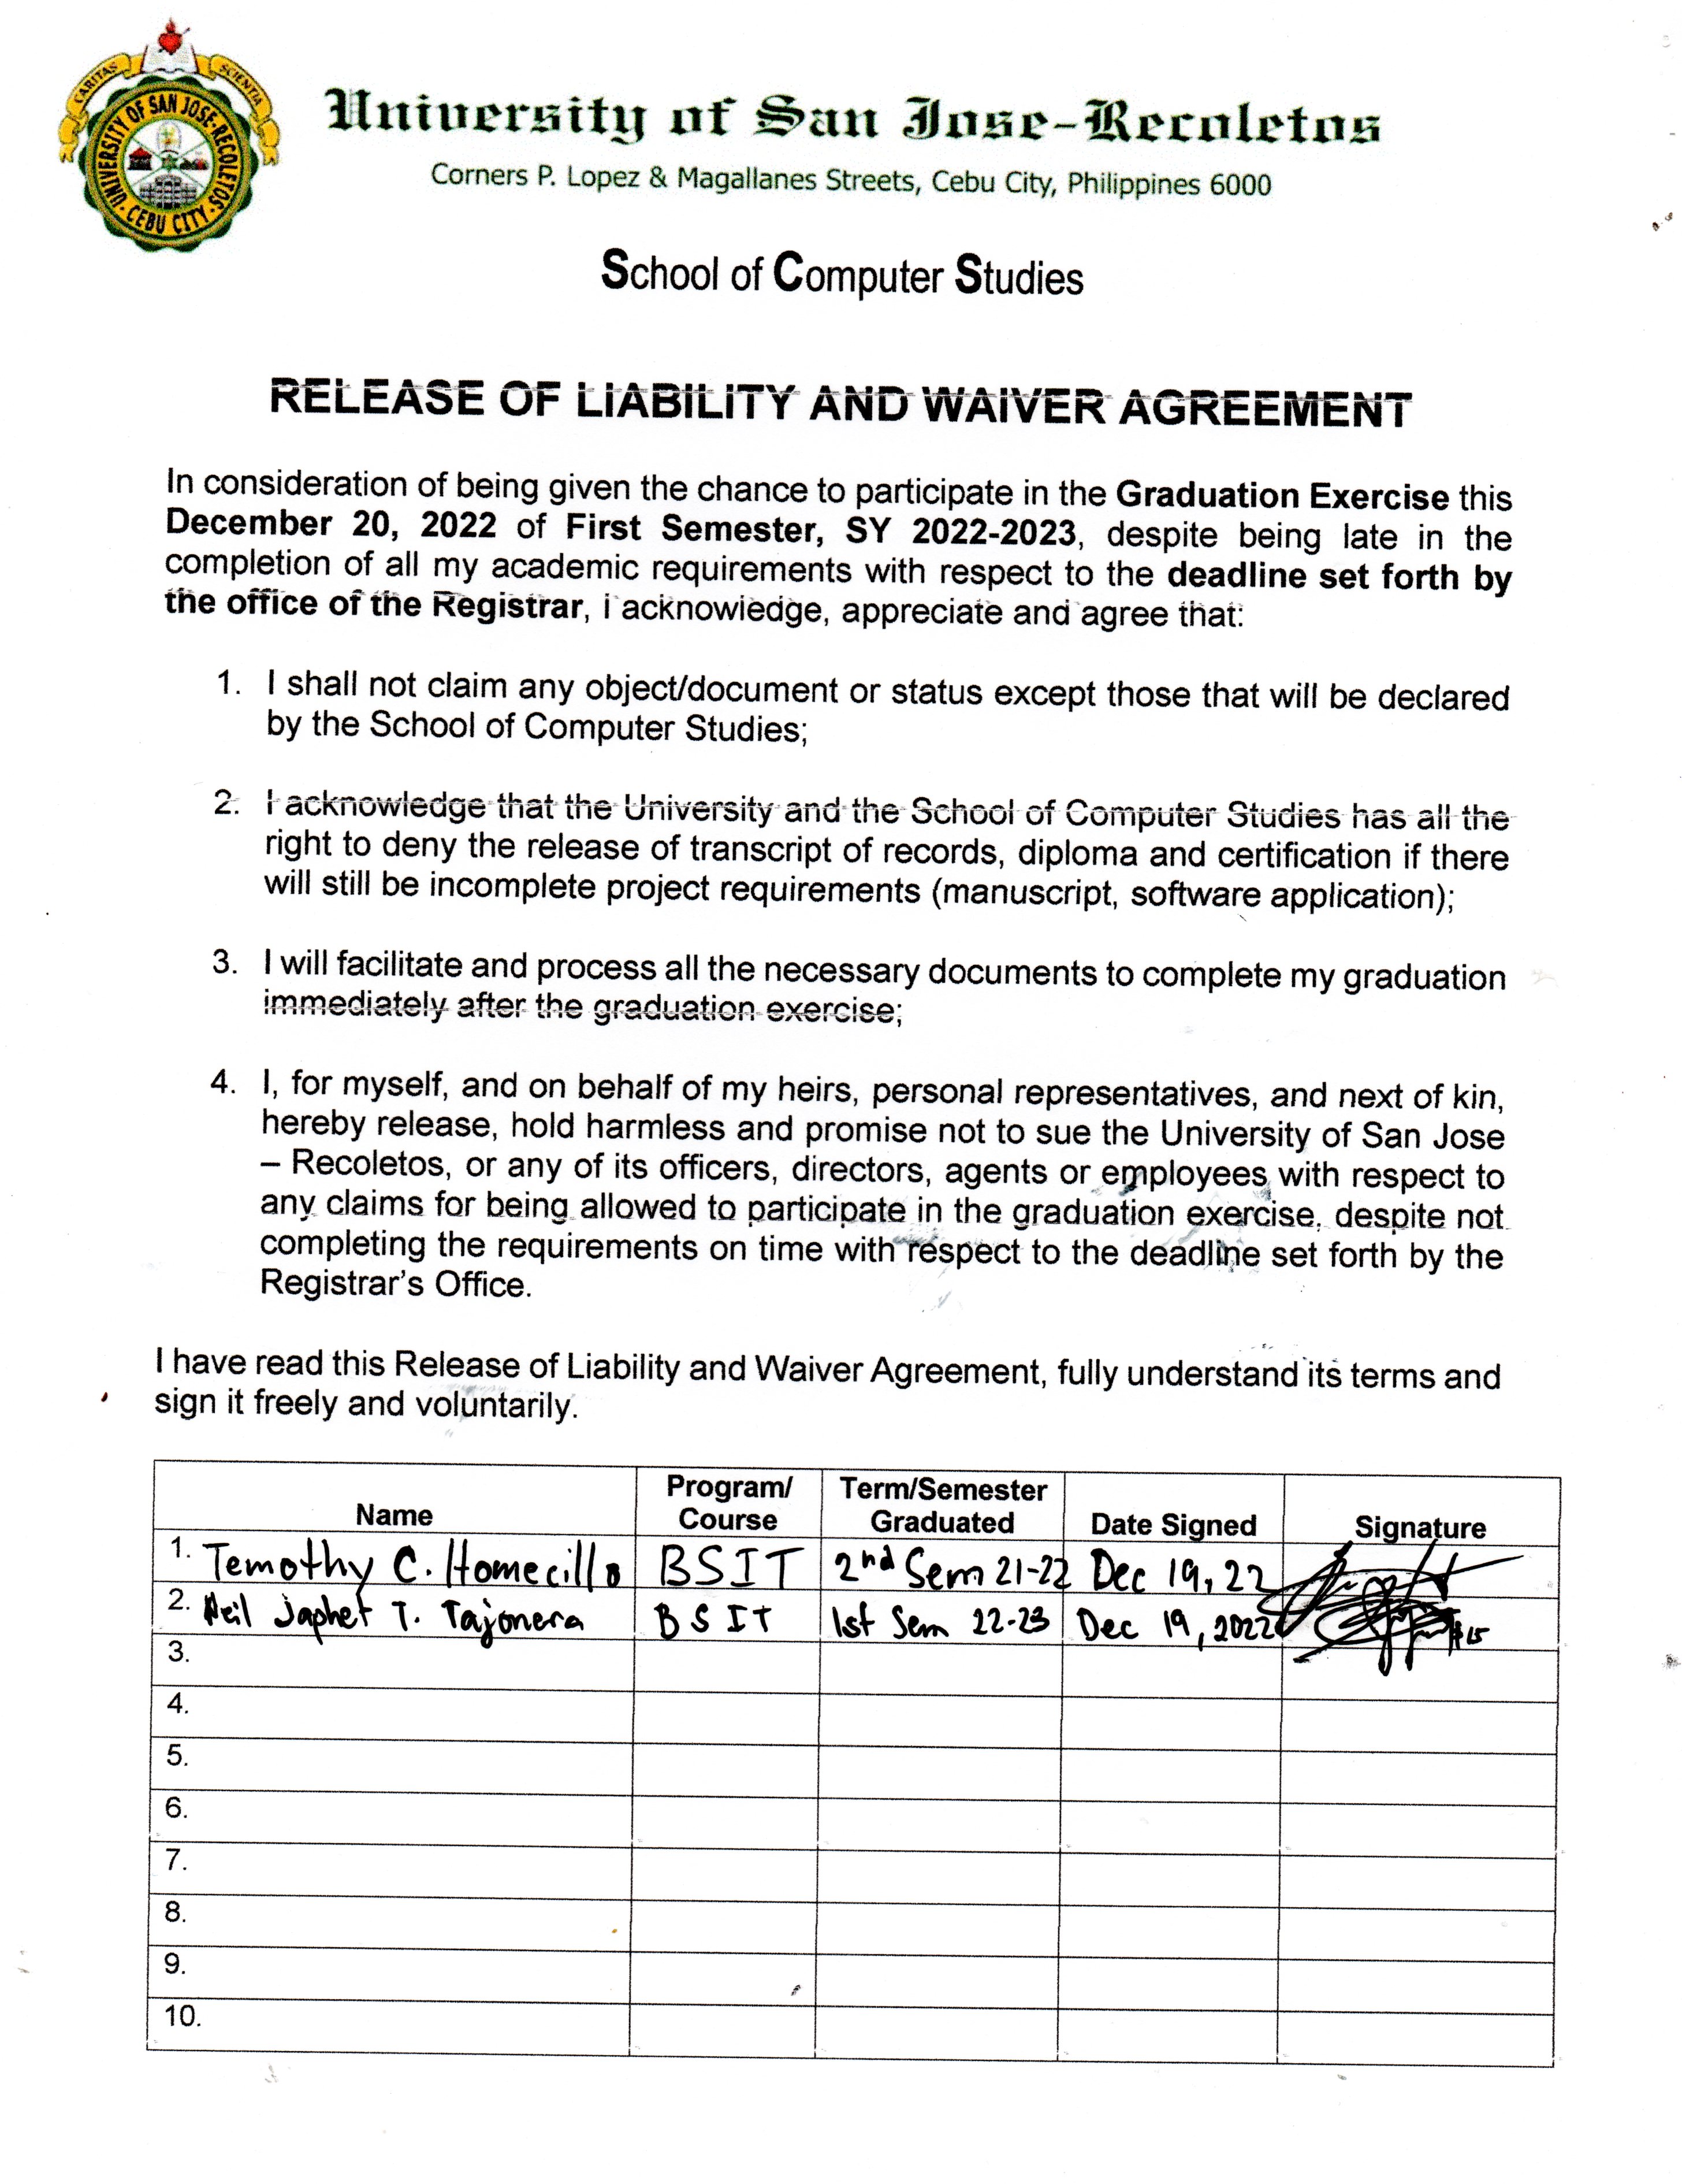 CARITAS
SCIENTIA
UNIVERSITY OF SAN JOSE-RECOLETOS
CEBU CITY
University of San Jose-Recoletos
Corners P. Lopez & Magallanes Streets, Cebu City, Philippines 6000
School of Computer Studies
RELEASE OF LIABILITY AND WAIVER AGREEMENT
In consideration of being given the chance to participate in the Graduation Exercise this
December 20, 2022 of First Semester, SY 2022-2023, despite being late in the
completion of all my academic requirements with respect to the deadline set forth by
the office of the Registrar, I acknowledge, appreciate and agree that:
1. I shall not claim any object/document or status except those that will be declared
by the School of Computer Studies;
2. I acknowledge that the University and the School of Computer Studies has all the
right to deny the release of transcript of records, diploma and certification if there
will still be incomplete project requirements (manuscript, software application);
3. I will facilitate and process all the necessary documents to complete my graduation
immediately after the graduation exercise;
4. I, for myself, and on behalf of my heirs, personal representatives, and next of kin,
hereby release, hold harmless and promise not to sue the University of San Jose
– Recoletos, or any of its officers, directors, agents or employees with respect to
any claims for being allowed to participate in the graduation exercise, despite not
completing the requirements on time with respect to the deadline set forth by the
Registrar's Office.
I have read this Release of Liability and Waiver Agreement, fully understand its terms and
sign it freely and voluntarily.
Name Program/ Course Term/Semester Graduated Date Signed Signature
1. Temothy C. Homecillo BSIT 2nd Sem 21-22 Dec 19, 22
2. Neil Japhet T. Tajonera BSIT 1st Sem 22-23 Dec 19, 2022
3.
4.
5.
6.
7.
8.
9.
10.